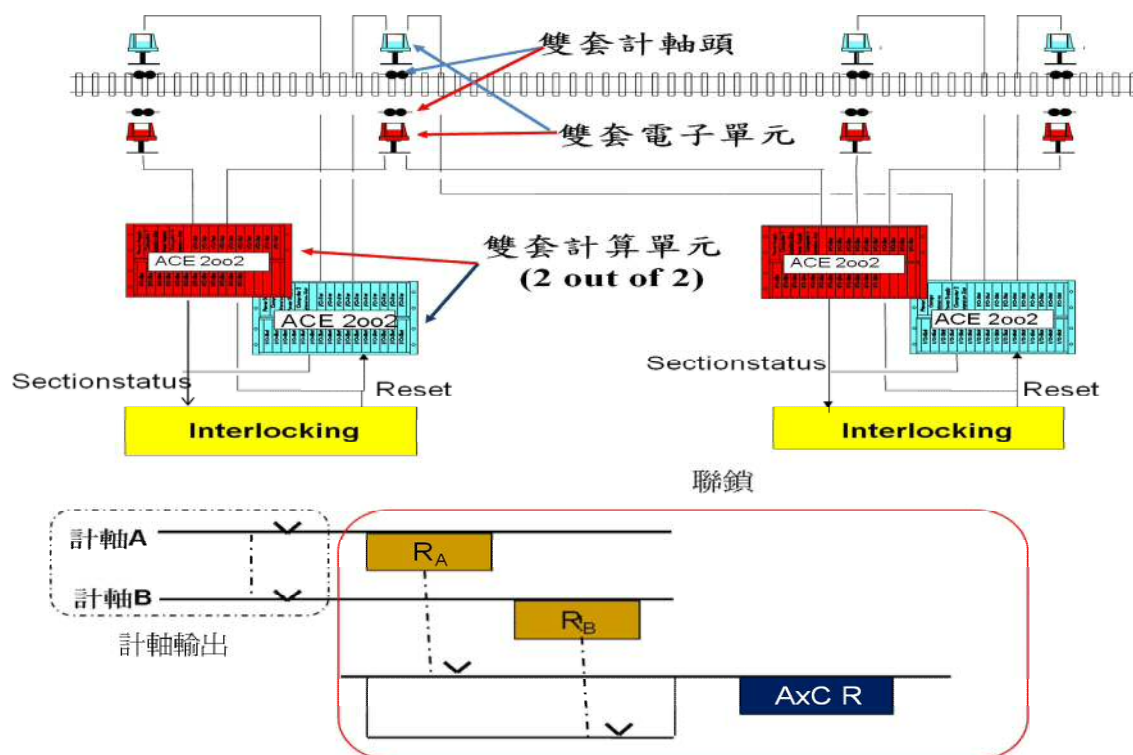 雙套計軸頭
雙套電子單元
雙套計算單元
(2 out of 2)
ACE 2oo2
ACE 2oo2
ACE 2oo2
ACE 2oo2
Sectionstatus
Reset
Sectionstatus
Reset
Interlocking
Interlocking
聯鎖
計軸A
RA
計軸B
RB
計軸輸出
AxC R